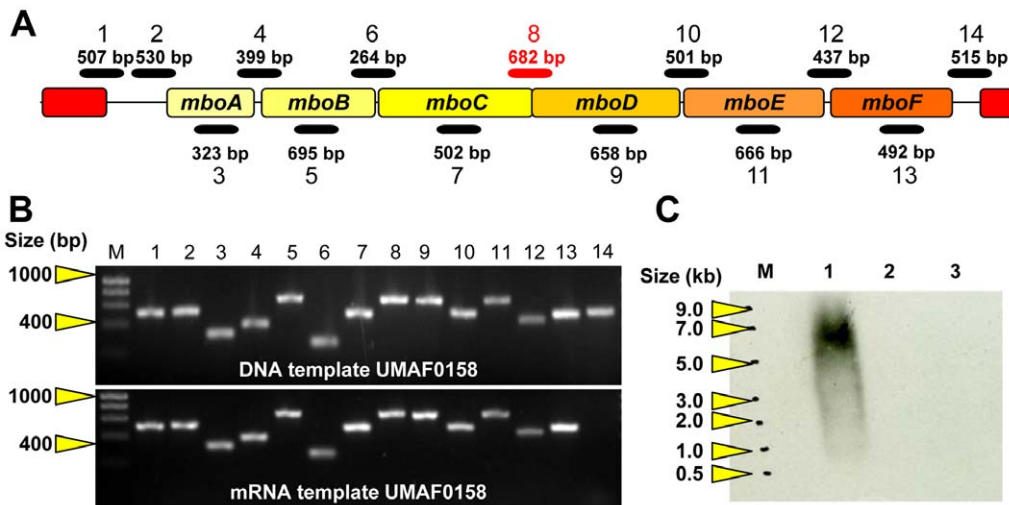 A
1 2 4 6 8 10 12 14
507 bp 530 bp 399 bp 264 bp 682 bp 501 bp 437 bp 515 bp
mboA mboB mboC mboD mboE mboF
323 bp 695 bp 502 bp 658 bp 666 bp 492 bp
3 5 7 9 11 13
B
Size (bp) M 1 2 3 4 5 6 7 8 9 10 11 12 13 14
1000
400
DNA template UMAF0158
1000
400
mRNA template UMAF0158
C
Size (kb) M 1 2 3
9.0
7.0
5.0
3.0
2.0
1.0
0.5